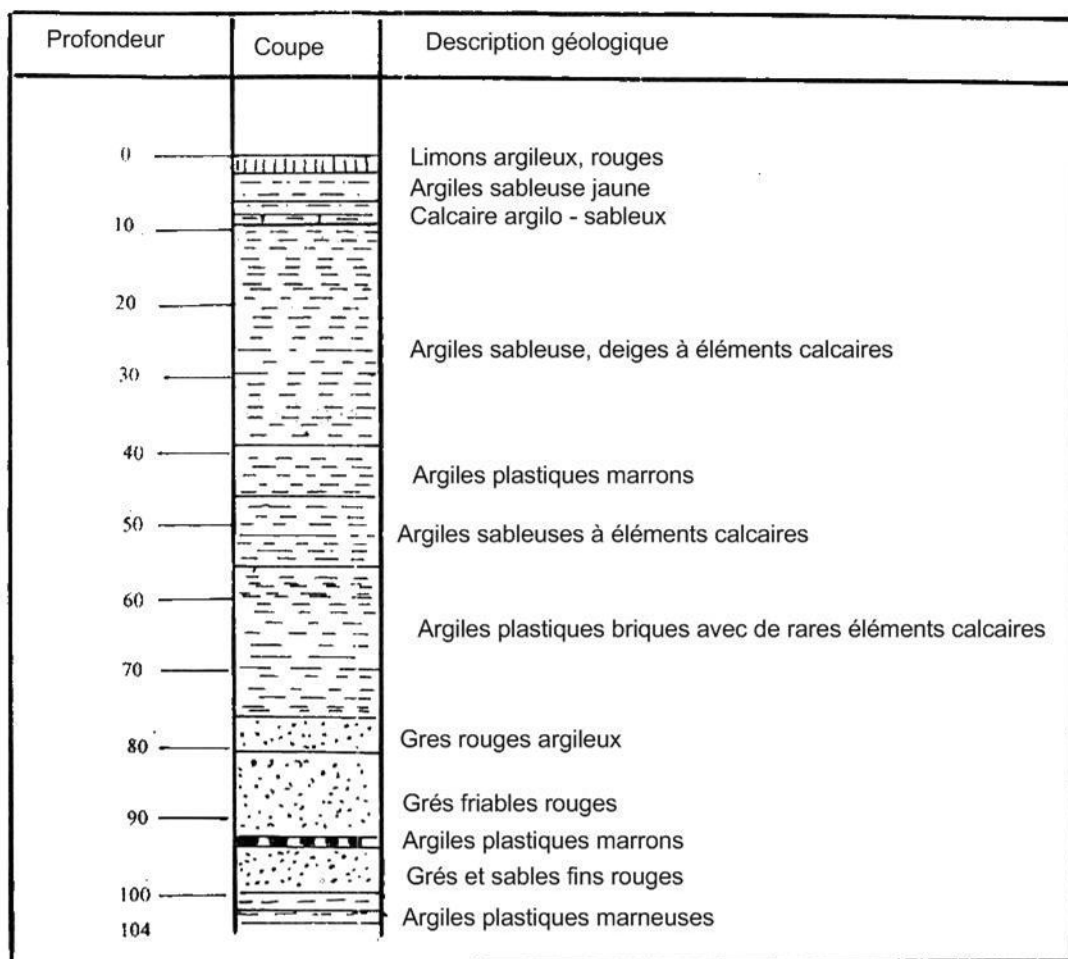 Profondeur Coupe Description géologique
0 Limons argileux, rouges
Argiles sableuse jaune
Calcaire argilo - sableux
10
20
Argiles sableuse, deiges à éléments calcaires
30
40
Argiles plastiques marrons
50 Argiles sableuses à éléments calcaires
60
Argiles plastiques briques avec de rares éléments calcaires
70
80 Gres rouges argileux
Grés friables rouges
90
Argiles plastiques marrons
Grés et sables fins rouges
100
Argiles plastiques marneuses
104